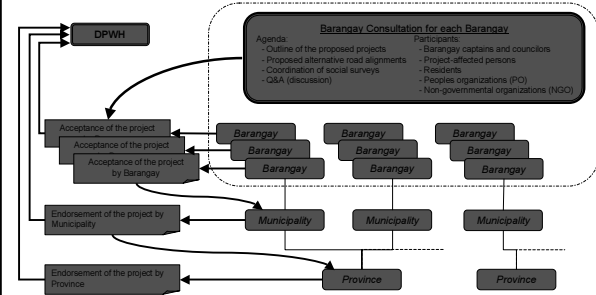 DPWH
Barangay Consultation for each Barangay
Agenda:
- Outline of the proposed projects
- Proposed alternative road alignments
- Coordination of social surveys
- Q&A (discussion)
Participants:
- Barangay captains and councilors
- Project-affected persons
- Residents
- Peoples organizations (PO)
- Non-governmental organizations (NGO)
Acceptance of the project
Acceptance of the project
Acceptance of the project
by Barangay
Barangay
Barangay
Barangay
Barangay
Barangay
Barangay
Barangay
Barangay
Barangay
Endorsement of the project by
Municipality
Municipality
Municipality
Municipality
Endorsement of the project by
Province
Province
Province